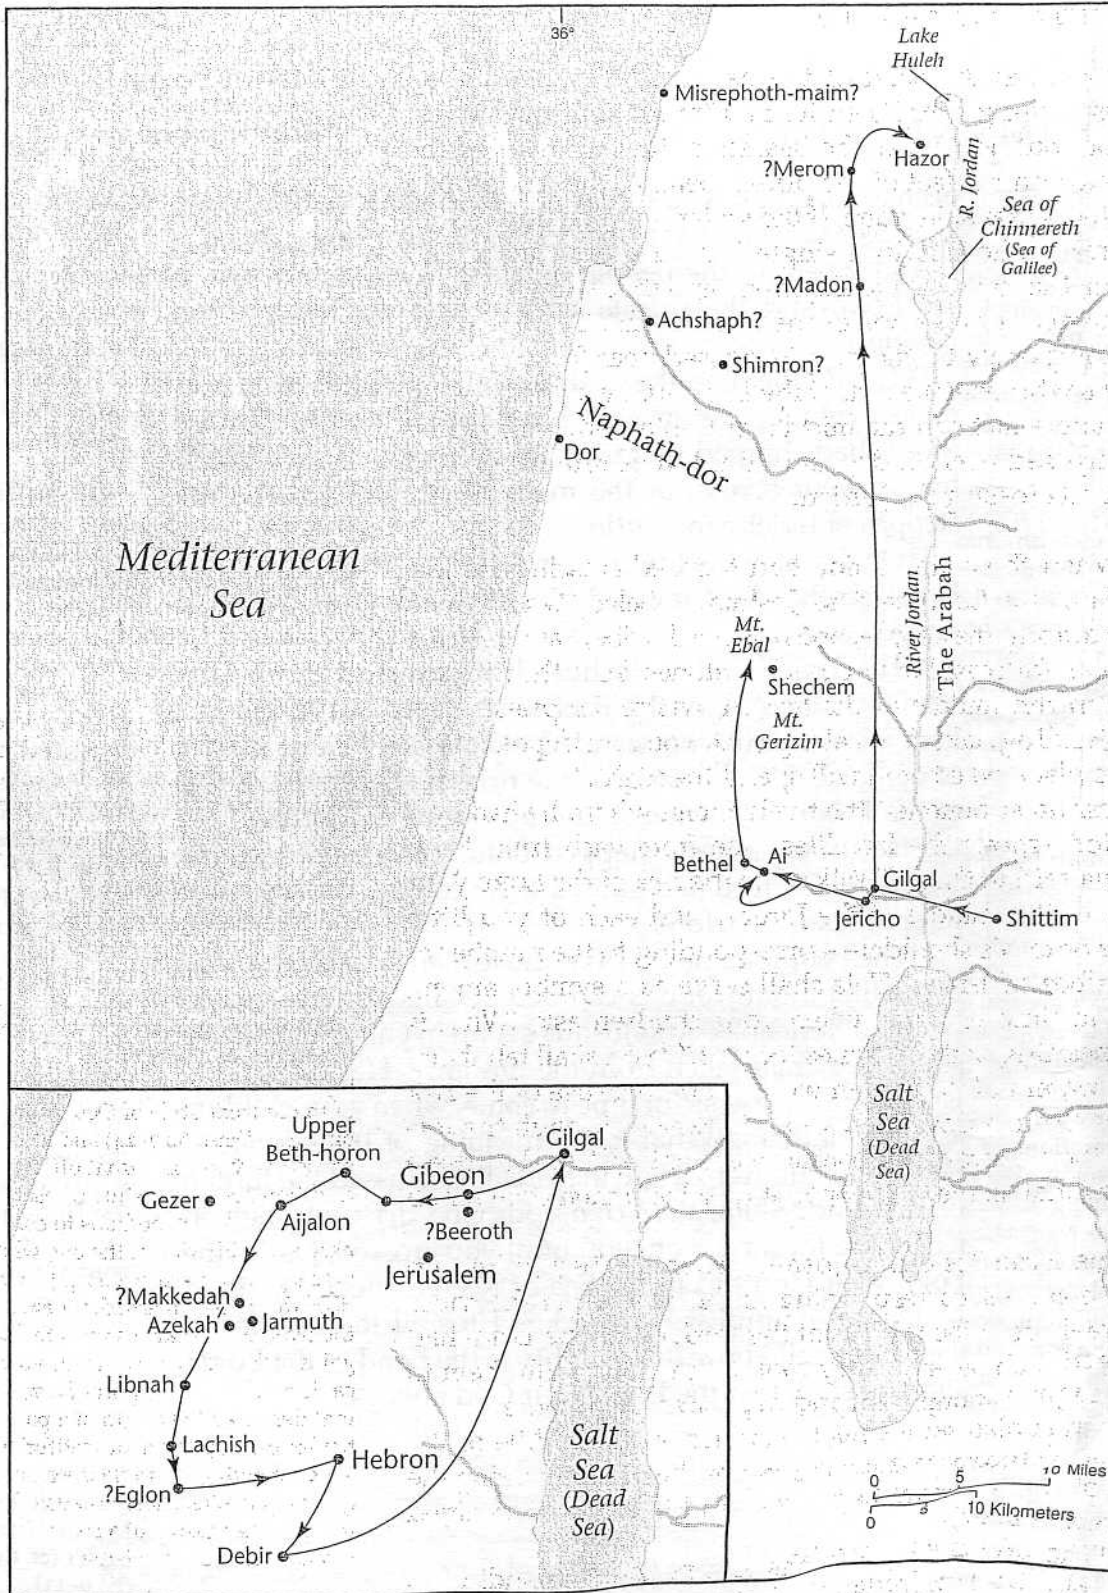 36°
Lake
Huleh
Misrephoth-maim?
Hazor
?Merom
R. Jordan
Sea of
Chinnereth
(Sea of
Galilee)
?Madon
Achshaph?
Shimron?
Naphath-dor
Dor
Mediterranean
Sea
River Jordan
The Arabah
Mt.
Ebal
Shechem
Mt.
Gerizim
Bethel
Ai
Gilgal
Jericho
Shittim
Salt
Sea
(Dead
Sea)
0 5 10 Miles
0 5 10 Kilometers
Upper
Beth-horon
Gilgal
Gibeon
Gezer
Aijalon
?Beeroth
Jerusalem
?Makkedah
Azekah
Jarmuth
Libnah
Lachish
Hebron
?Eglon
Debir
Salt
Sea
(Dead
Sea)